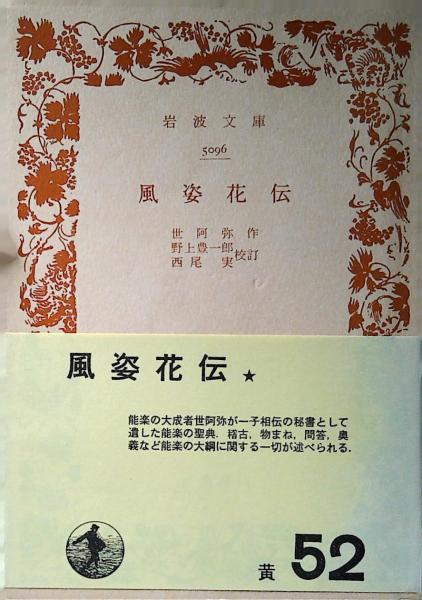 岩波文庫
5096
風姿花伝
世阿弥作
野上豊一郎
西尾実
校訂
風姿花伝★
能楽の大成者世阿弥が一子相伝の秘書として
遺した能楽の聖典．稽古，物まね，問答，奥
義など能楽の大綱に関する一切が述べられる．
黄 52